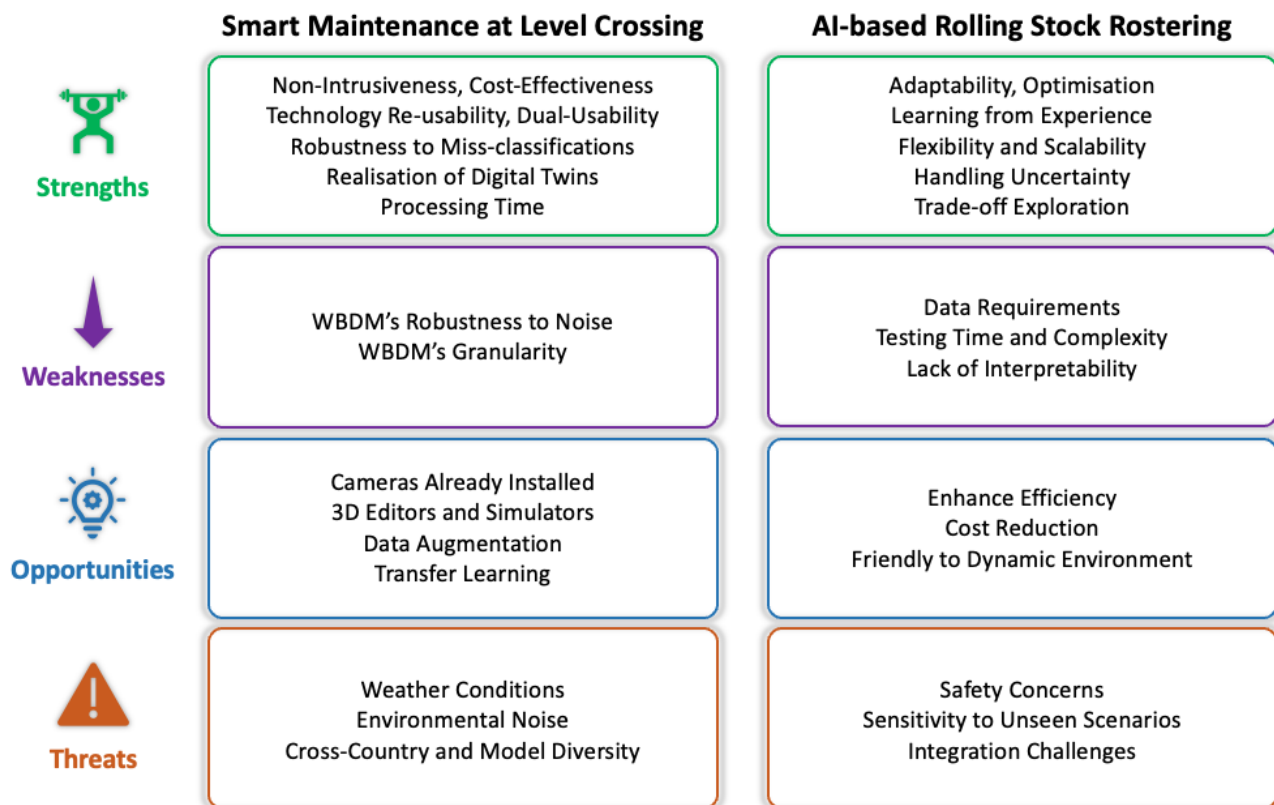 Smart Maintenance at Level Crossing
AI-based Rolling Stock Rostering
Strengths
Non-Intrusiveness, Cost-Effectiveness
Technology Re-usability, Dual-Usability
Robustness to Miss-classifications
Realisation of Digital Twins
Processing Time
Adaptability, Optimisation
Learning from Experience
Flexibility and Scalability
Handling Uncertainty
Trade-off Exploration
Weaknesses
WBDM's Robustness to Noise
WBDM's Granularity
Data Requirements
Testing Time and Complexity
Lack of Interpretability
Opportunities
Cameras Already Installed
3D Editors and Simulators
Data Augmentation
Transfer Learning
Enhance Efficiency
Cost Reduction
Friendly to Dynamic Environment
Threats
Weather Conditions
Environmental Noise
Cross-Country and Model Diversity
Safety Concerns
Sensitivity to Unseen Scenarios
Integration Challenges